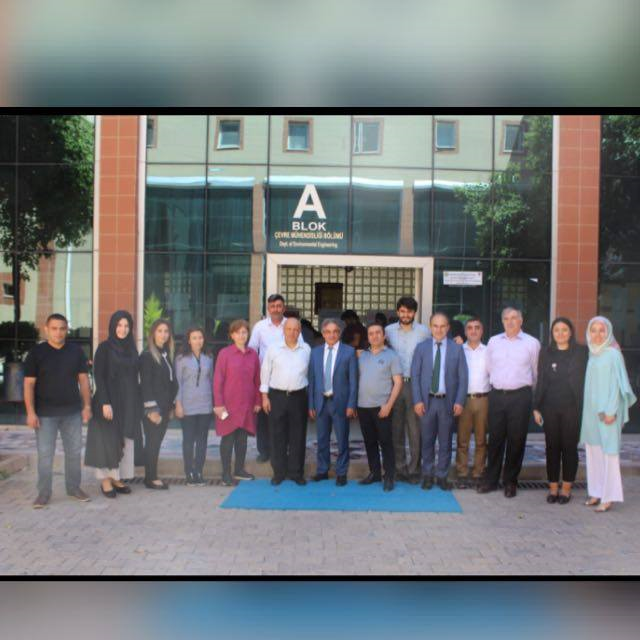 A
BLOK
ÇEVRE MÜHENDİSLİĞİ BÖLÜMÜ
Dept. of Environmental Engineering